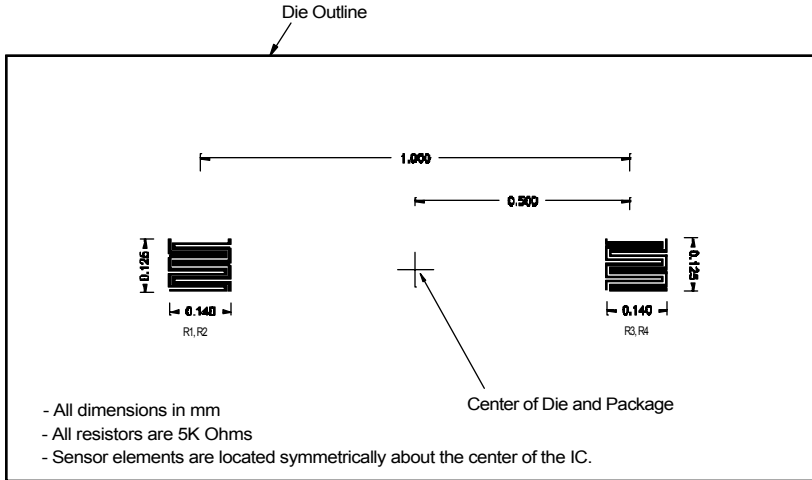 Die Outline
1.000
0.500
0.125
0.125
0.140
0.140
R1, R2
R3, R4
Center of Die and Package
- All dimensions in mm
- All resistors are 5K Ohms
- Sensor elements are located symmetrically about the center of the IC.